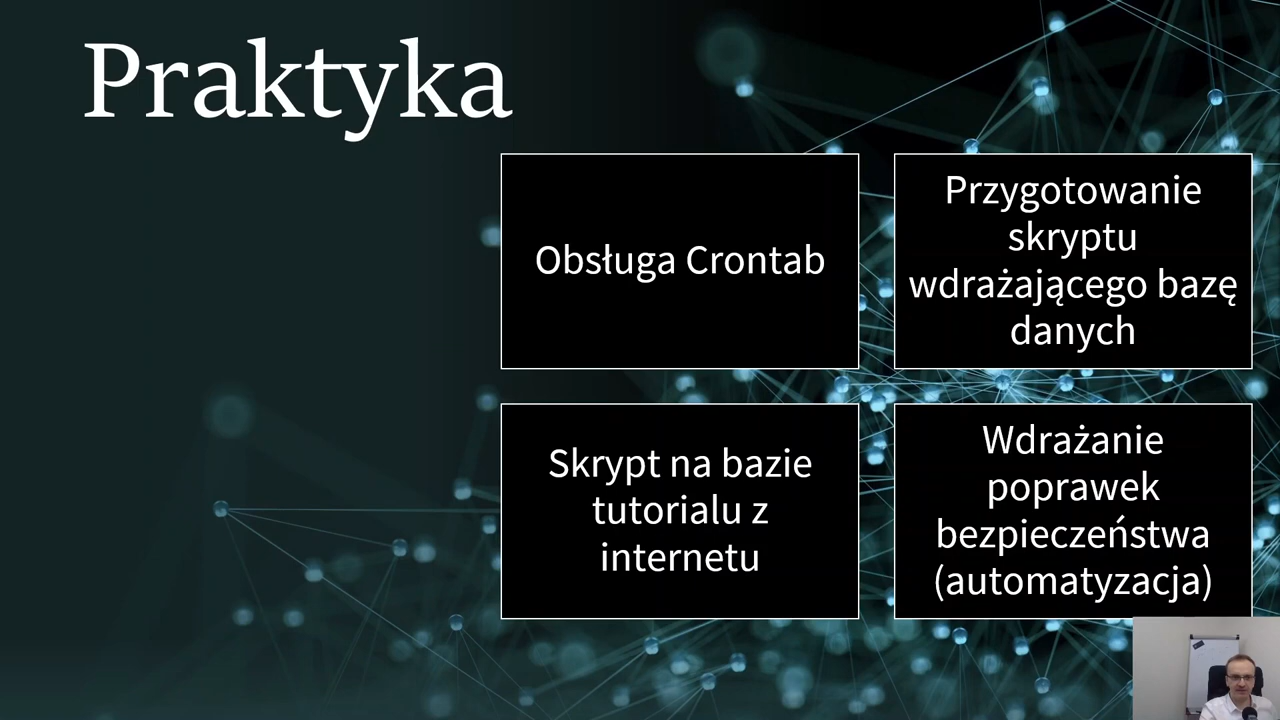 Praktyka
Obsługa Crontab
Przygotowanie
skryptu
wdrażającego bazę
danych
Skrypt na bazie
tutorialu z
internetu
Wdrażanie
poprawek
bezpieczeństwa
(automatyzacja)